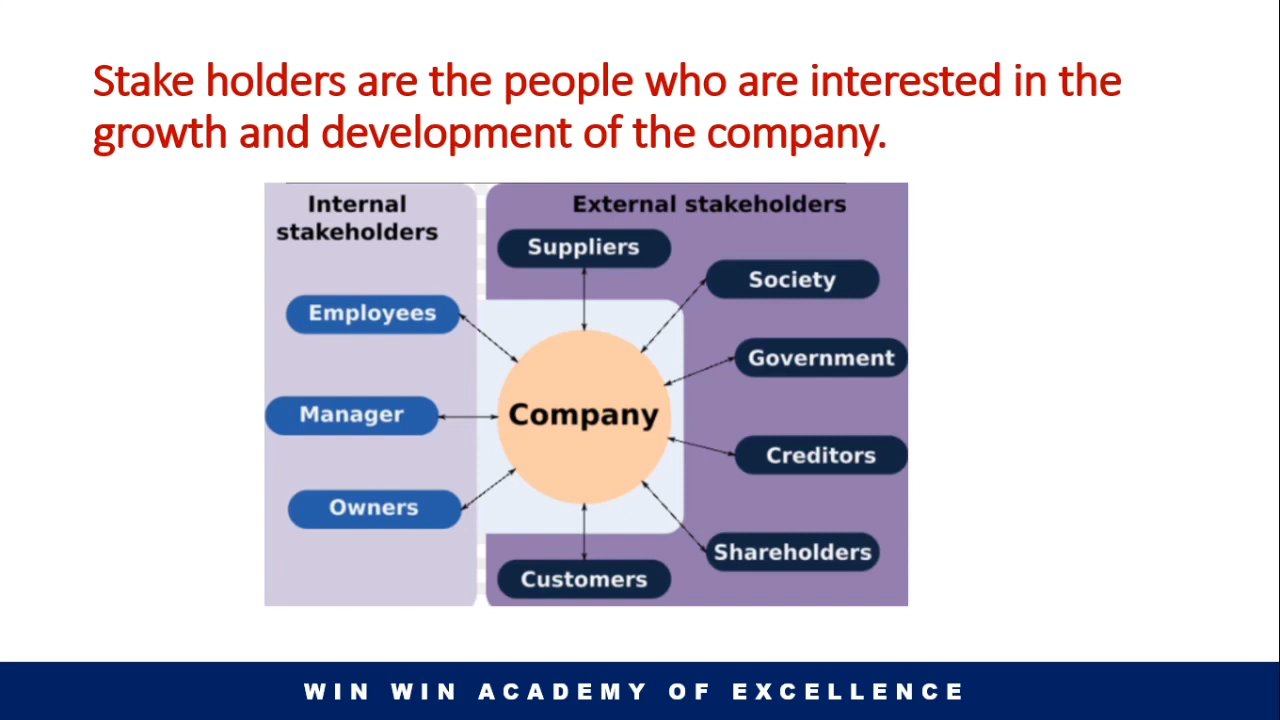 Stake holders are the people who are interested in the
growth and development of the company.
Internal
stakeholders
External stakeholders
Suppliers
Society
Employees
Government
Manager
Company
Creditors
Owners
Shareholders
Customers
WIN WIN ACADEMY OF EXCELLENCE